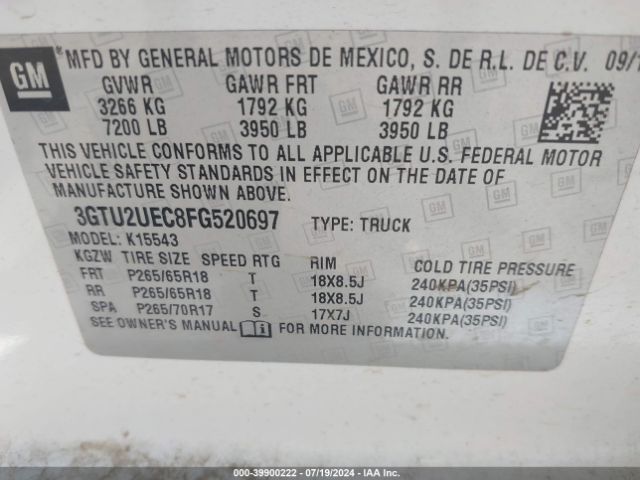 GM
® MFD BY GENERAL MOTORS DE MEXICO, S. DE R.L. DE C.V. 09/1
GVWR GAWR FRT GAWR RR
3266 KG 1792 KG 1792 KG
7200 LB 3950 LB 3950 LB
THIS VEHICLE CONFORMS TO ALL APPLICABLE U.S. FEDERAL MOTOR
VEHICLE SAFETY STANDARDS IN EFFECT ON THE DATE OF
MANUFACTURE SHOWN ABOVE.
3GTU2UEC8FG520697 TYPE: TRUCK
MODEL: K15543
KGZW TIRE SIZE SPEED RTG RIM COLD TIRE PRESSURE
FRT P265/65R18 T 18X8.5J 240KPA(35PSI)
RR P265/65R18 T 18X8.5J 240KPA(35PSI)
SPA P265/70R17 S 17X7J 240KPA(35PSI)
SEE OWNER'S MANUAL i FOR MORE INFORMATION.
000-39900222 - 07/19/2024 - IAAI.COM